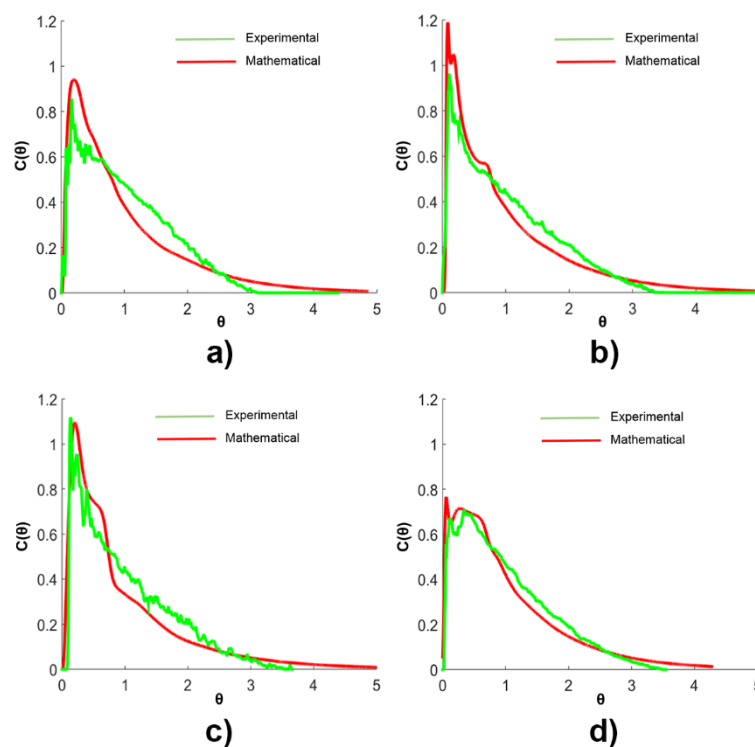 1.2
1
0.8
0.6
0.4
0.2
0
C(θ)
Experimental
Mathematical
0 1 2 3 4 5
θ
a)
1.2
1
0.8
0.6
0.4
0.2
0
C(θ)
Experimental
Mathematical
0 1 2 3 4 5
θ
b)
1.2
1
0.8
0.6
0.4
0.2
0
C(θ)
Experimental
Mathematical
0 1 2 3 4 5
θ
c)
1.2
1
0.8
0.6
0.4
0.2
0
C(θ)
Experimental
Mathematical
0 1 2 3 4 5
θ
d)